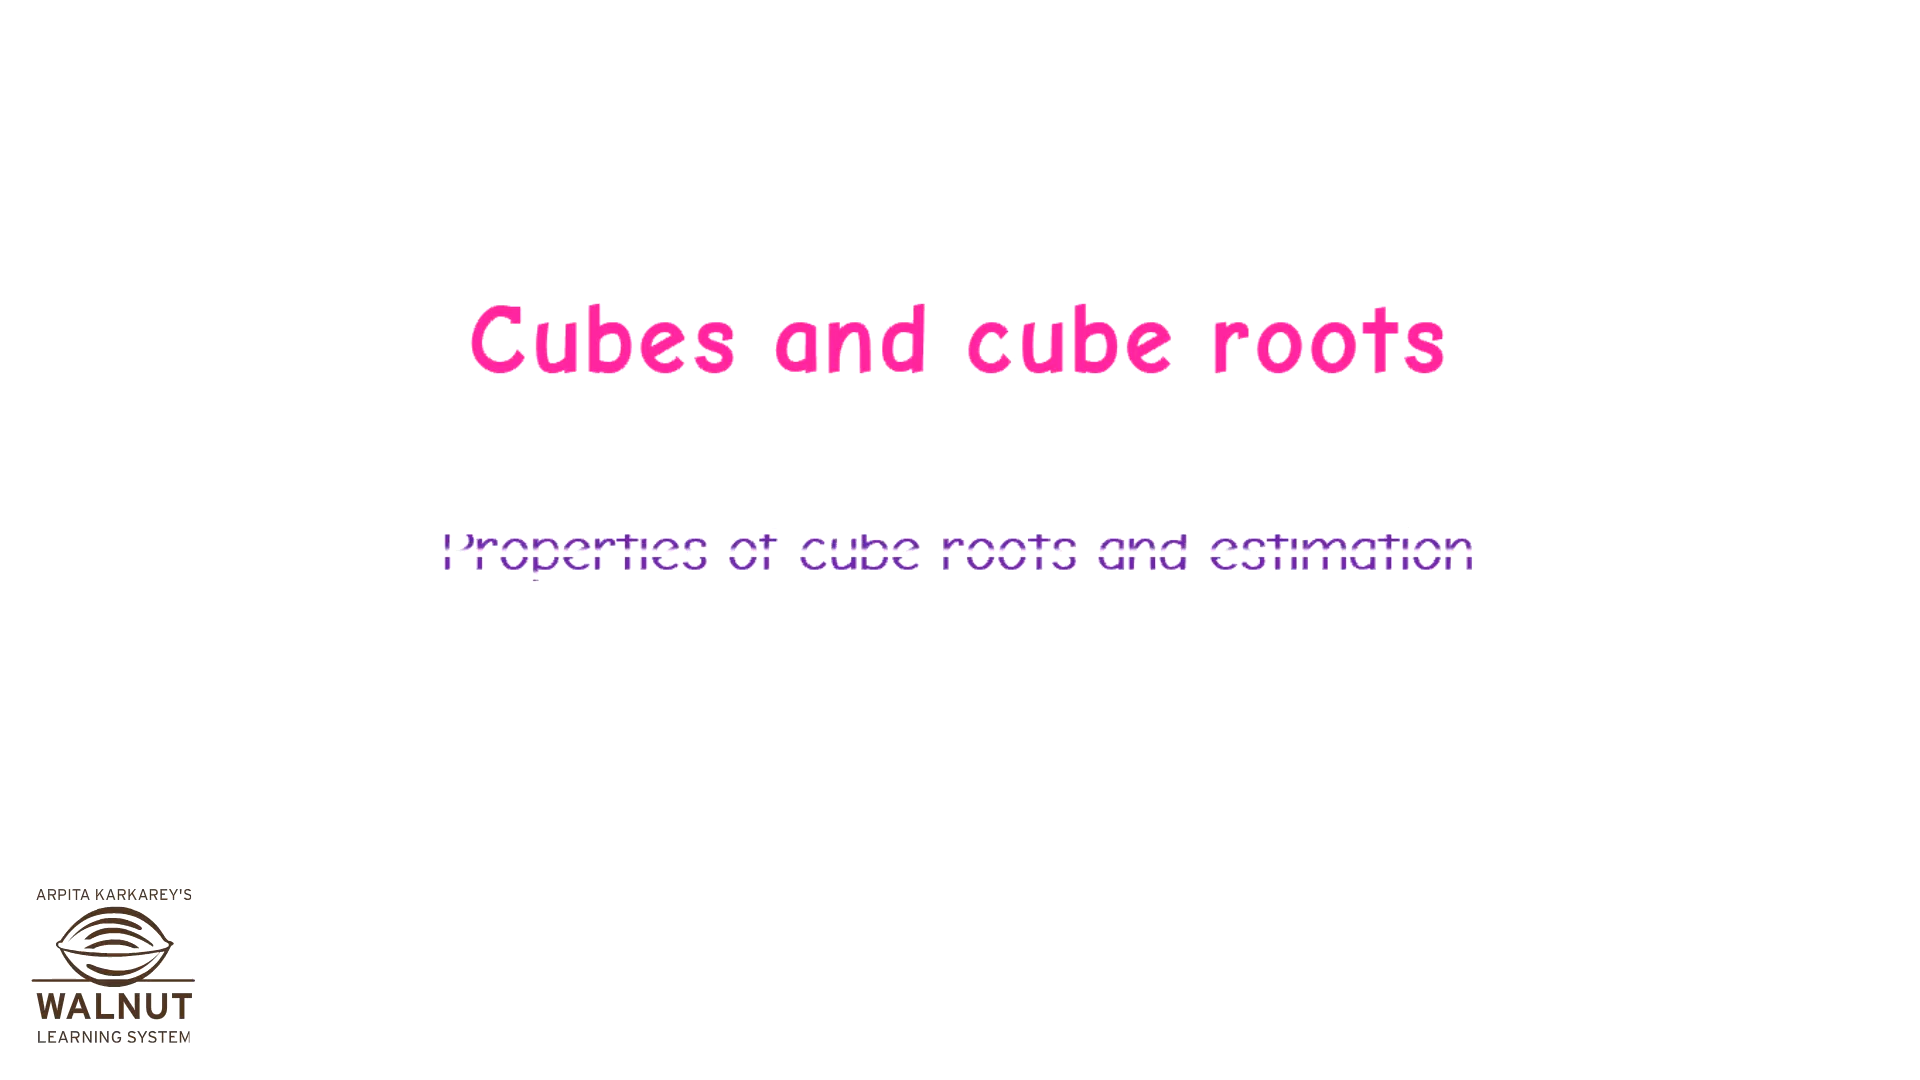 Cubes and cube roots
Properties of cube roots and estimation
ARPITA KARKAREY'S
WALNUT
LEARNING SYSTEM